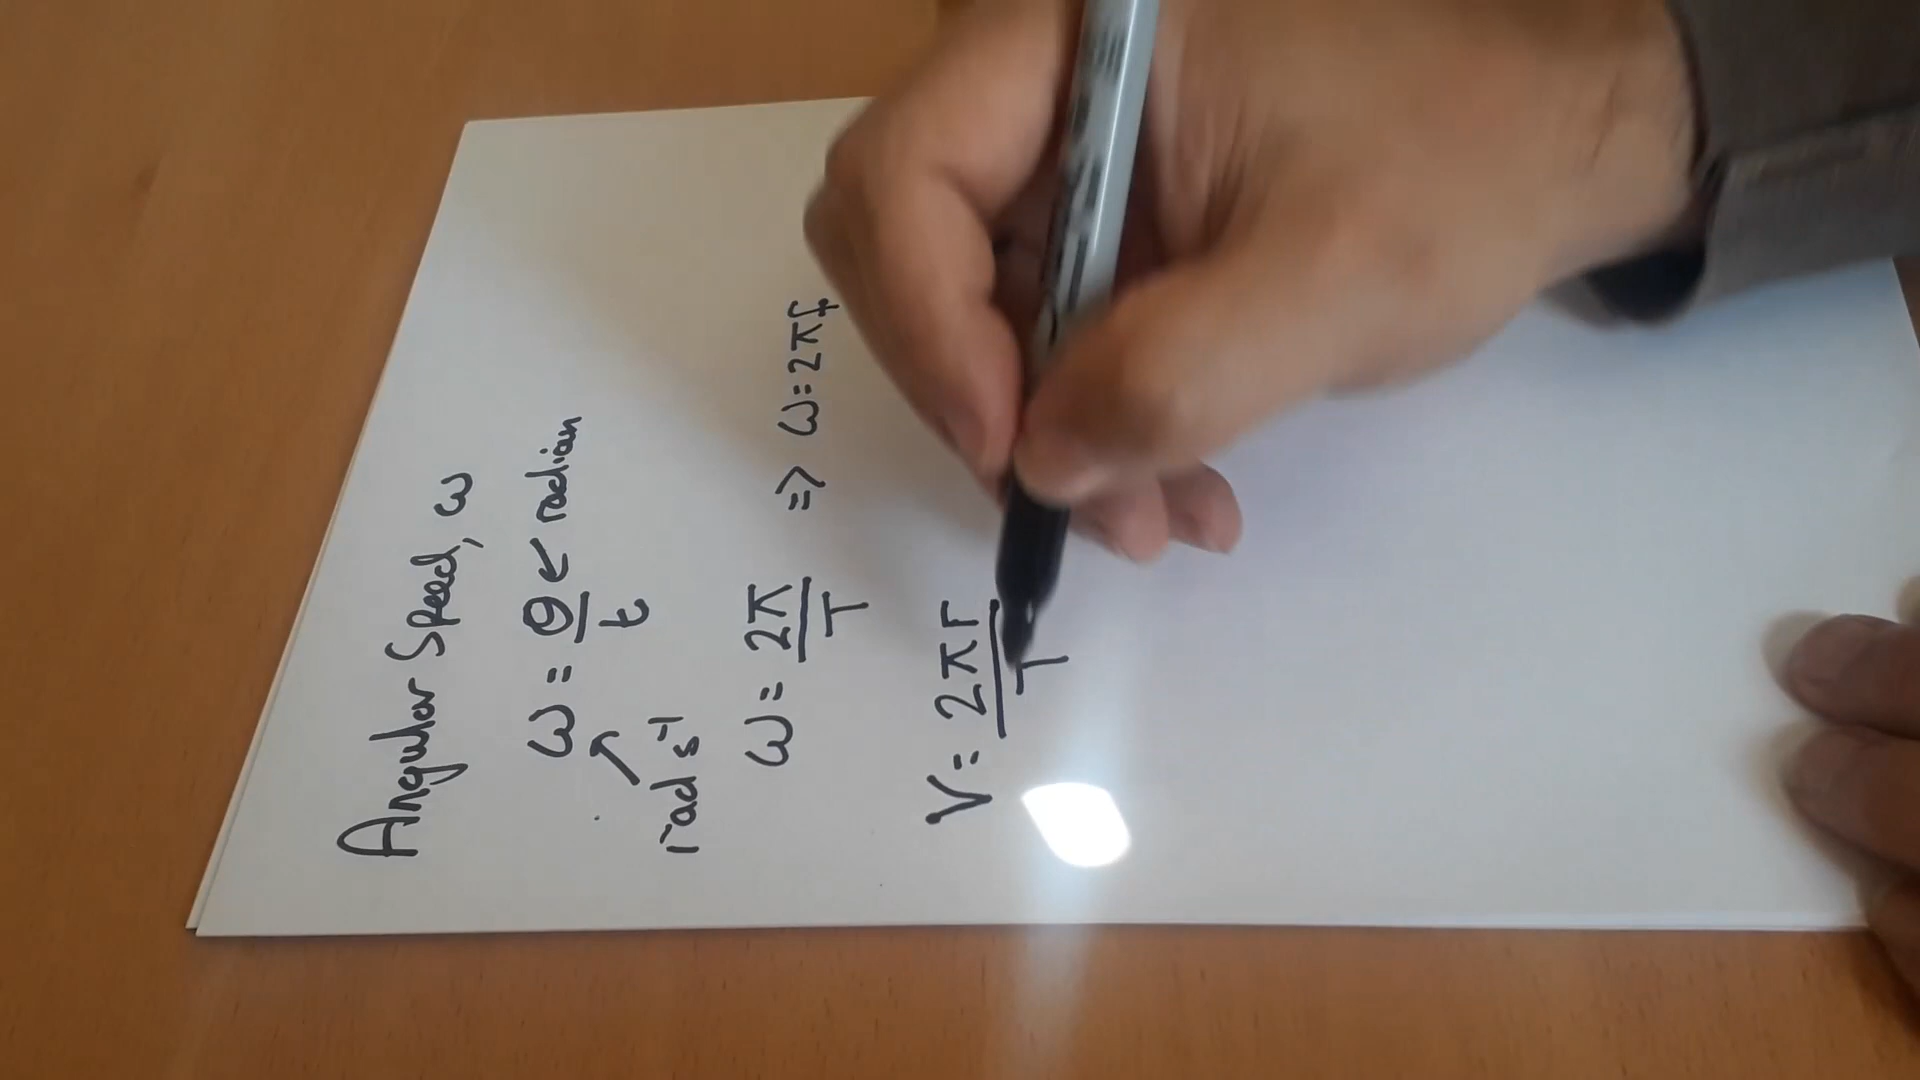 Angular Speed, ω
ω = θ/t ← radian
rad s⁻¹
ω = 2π/T => ω = 2πf
V = 2πr/T